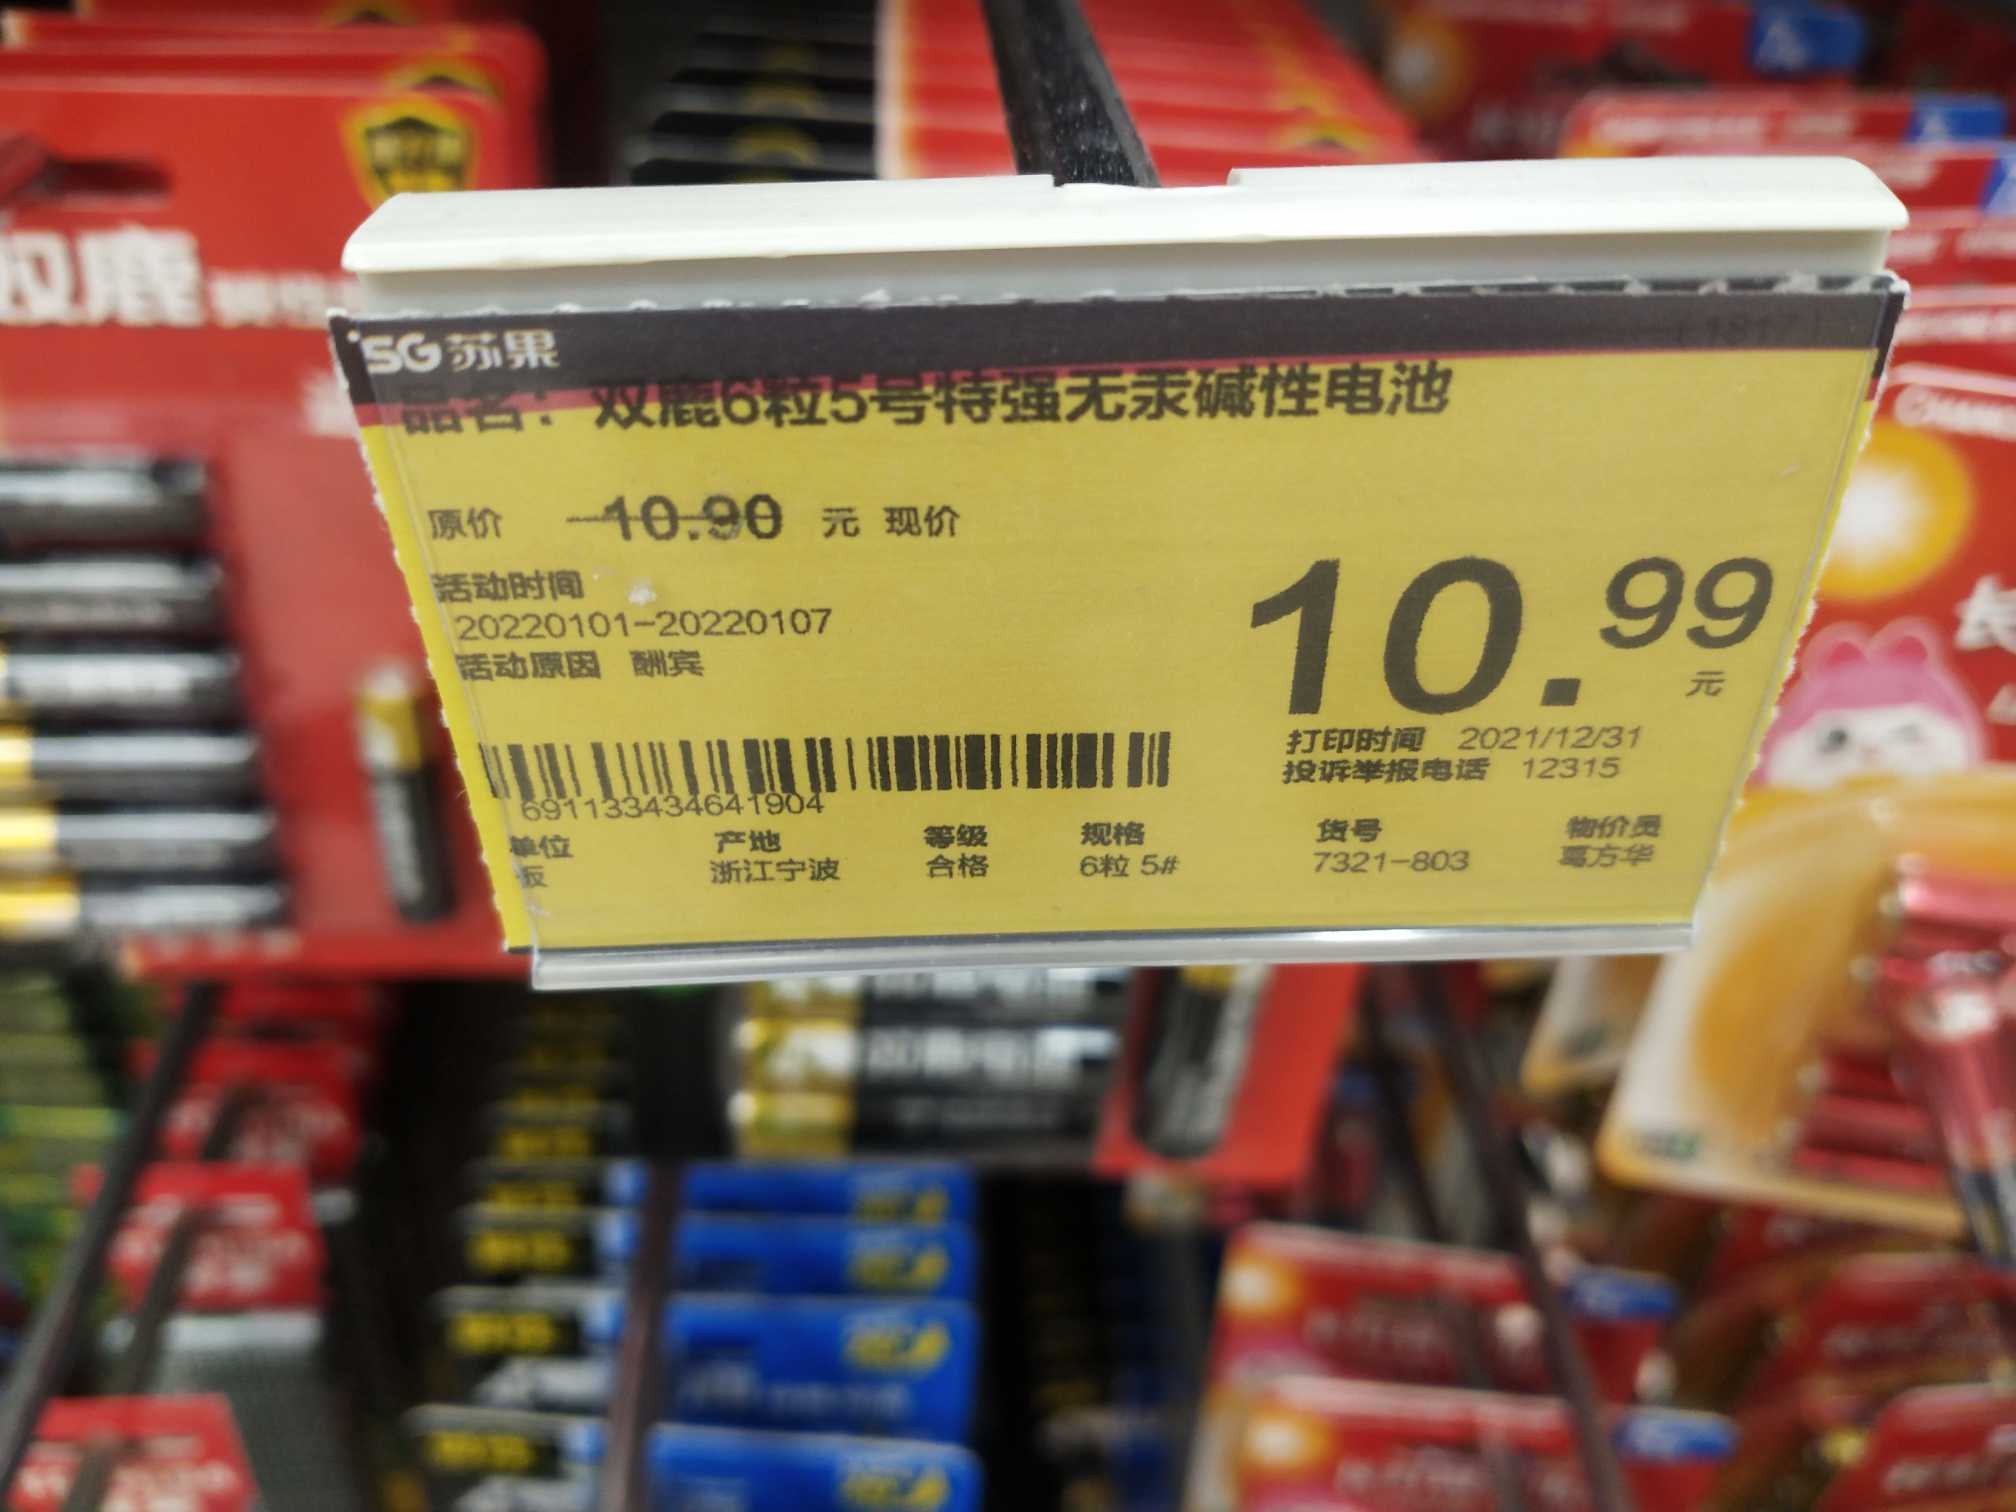 SG苏果
品名：双鹿6粒5号特强无汞碱性电池
原价 10.90 元 现价
10.99
元
活动时间
20220101-20220107
活动原因 酬宾
打印时间 2021/12/31
投诉举报电话 12315
691133434641904
单位 产地 等级 规格 货号 物价员
板 浙江宁波 合格 6粒 5# 7321-803 葛方华
双鹿